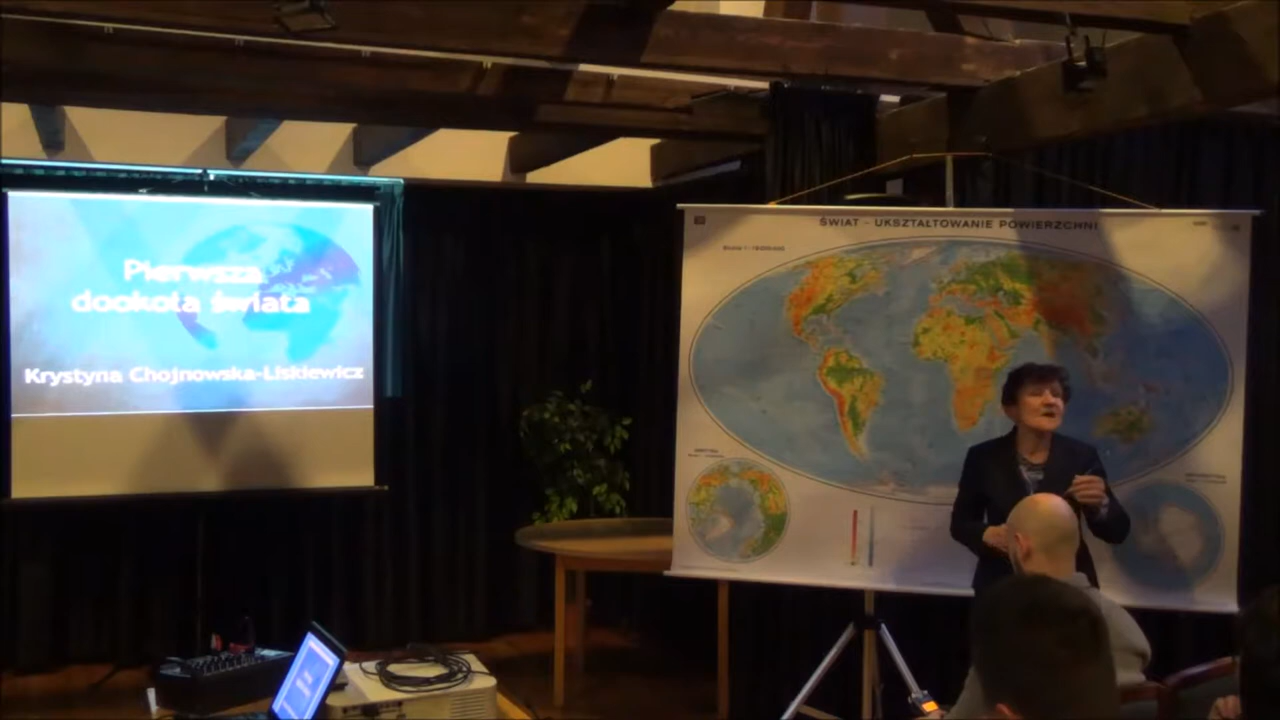 Pierwsza
dookoła świata
Krystyna Chojnowska-Liskiewicz
ŚWIAT - UKSZTAŁTOWANIE POWIERZCHNI